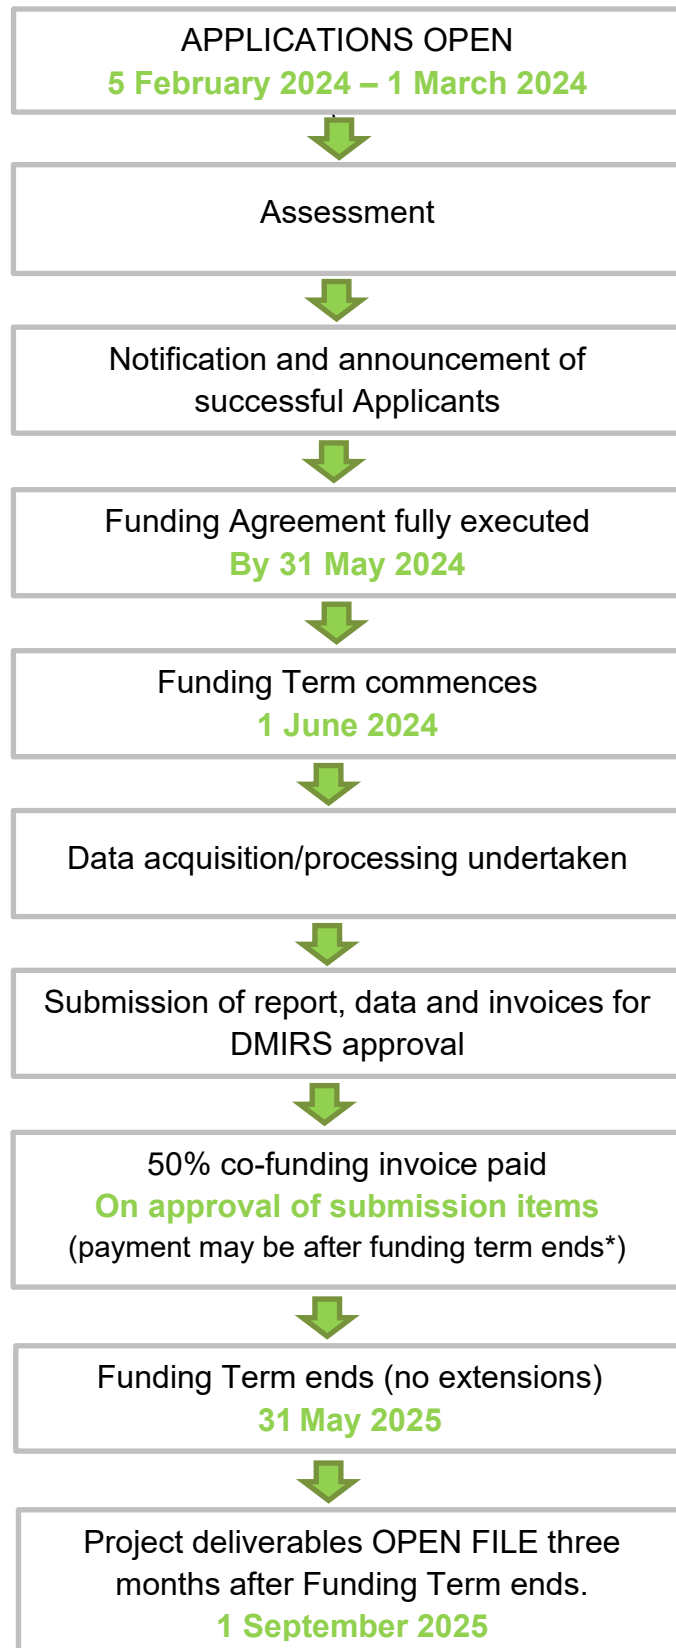 APPLICATIONS OPEN
5 February 2024 – 1 March 2024
Assessment
Notification and announcement of
successful Applicants
Funding Agreement fully executed
By 31 May 2024
Funding Term commences
1 June 2024
Data acquisition/processing undertaken
Submission of report, data and invoices for
DMIRS approval
50% co-funding invoice paid
On approval of submission items
(payment may be after funding term ends*)
Funding Term ends (no extensions)
31 May 2025
Project deliverables OPEN FILE three
months after Funding Term ends.
1 September 2025